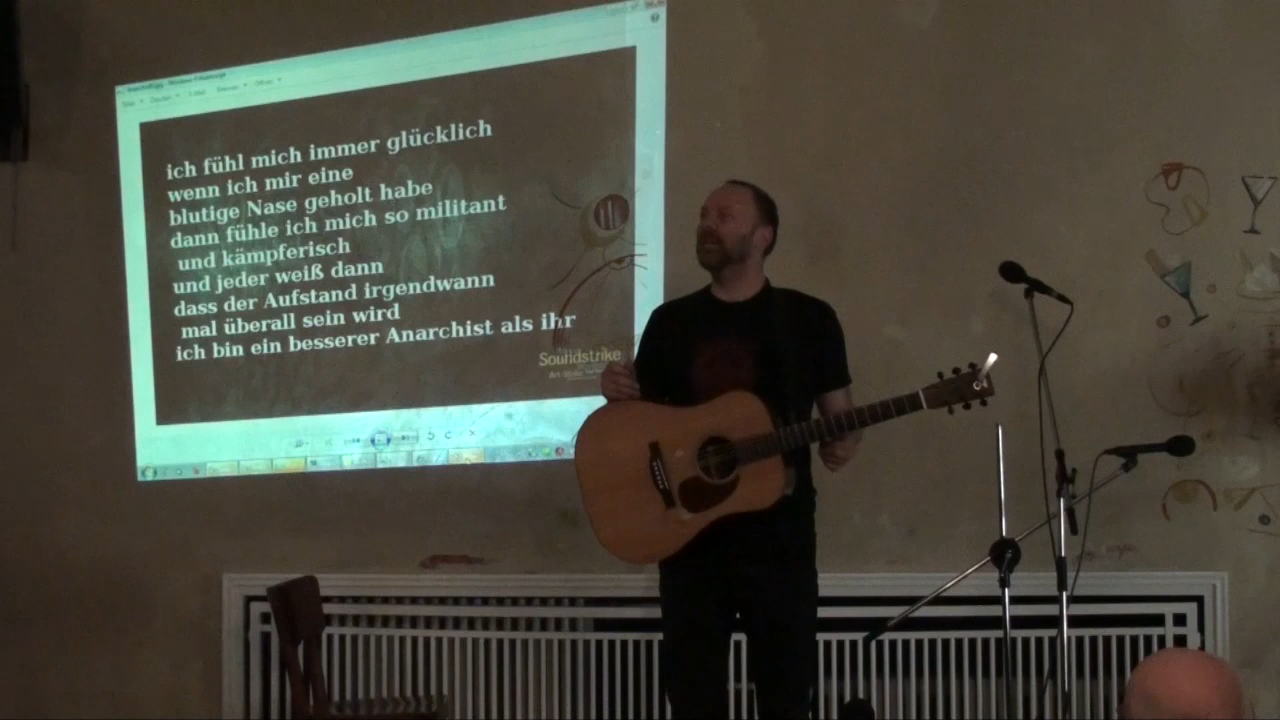 ich fühl mich immer glücklich
wenn ich mir eine
blutige Nase geholt habe
dann fühle ich mich so militant
und kämpferisch
und jeder weiß dann
dass der Aufstand irgendwann
mal überall sein wird
ich bin ein besserer Anarchist als ihr
Soundstrike